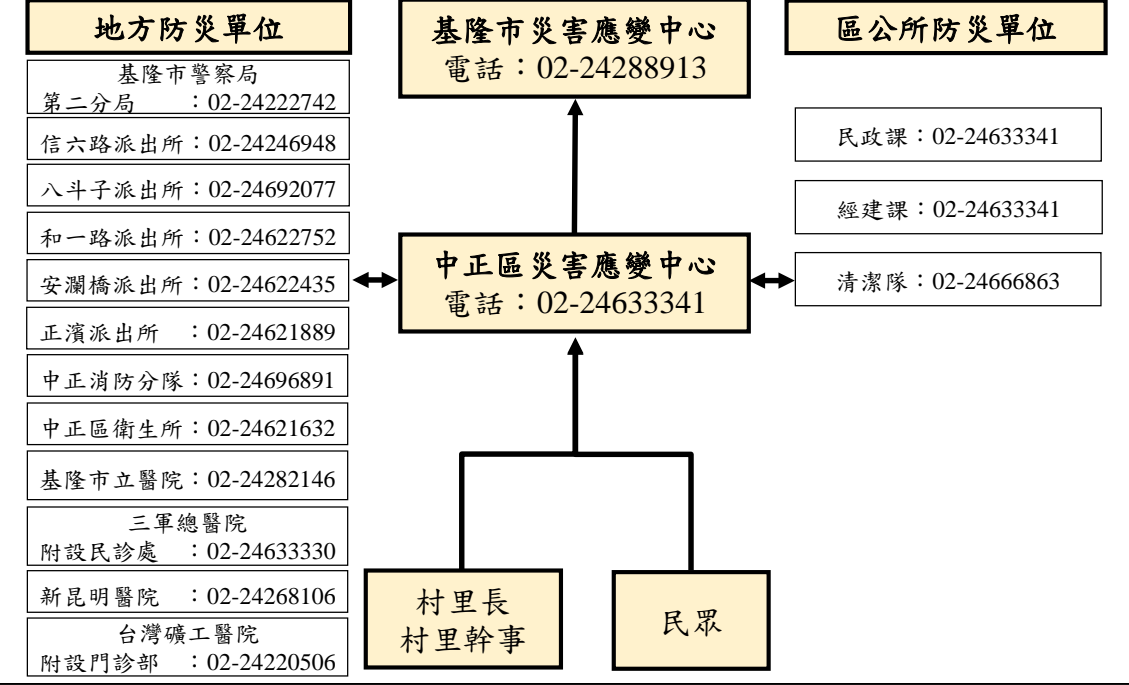 地方防災單位
基隆市警察局
第二分局　　：02-24222742
信六路派出所：02-24246948
八斗子派出所：02-24692077
和一路派出所：02-24622752
安瀾橋派出所：02-24622435
正濱派出所　：02-24621889
中正消防分隊：02-24696891
中正區衛生所：02-24621632
基隆市立醫院：02-24282146
三軍總醫院
附設民診處　：02-24633330
新昆明醫院　：02-24268106
台灣礦工醫院
附設門診部　：02-24220506
基隆市災害應變中心
電話：02-24288913
中正區災害應變中心
電話：02-24633341
村里長
村里幹事
民眾
區公所防災單位
民政課：02-24633341
經建課：02-24633341
清潔隊：02-24666863